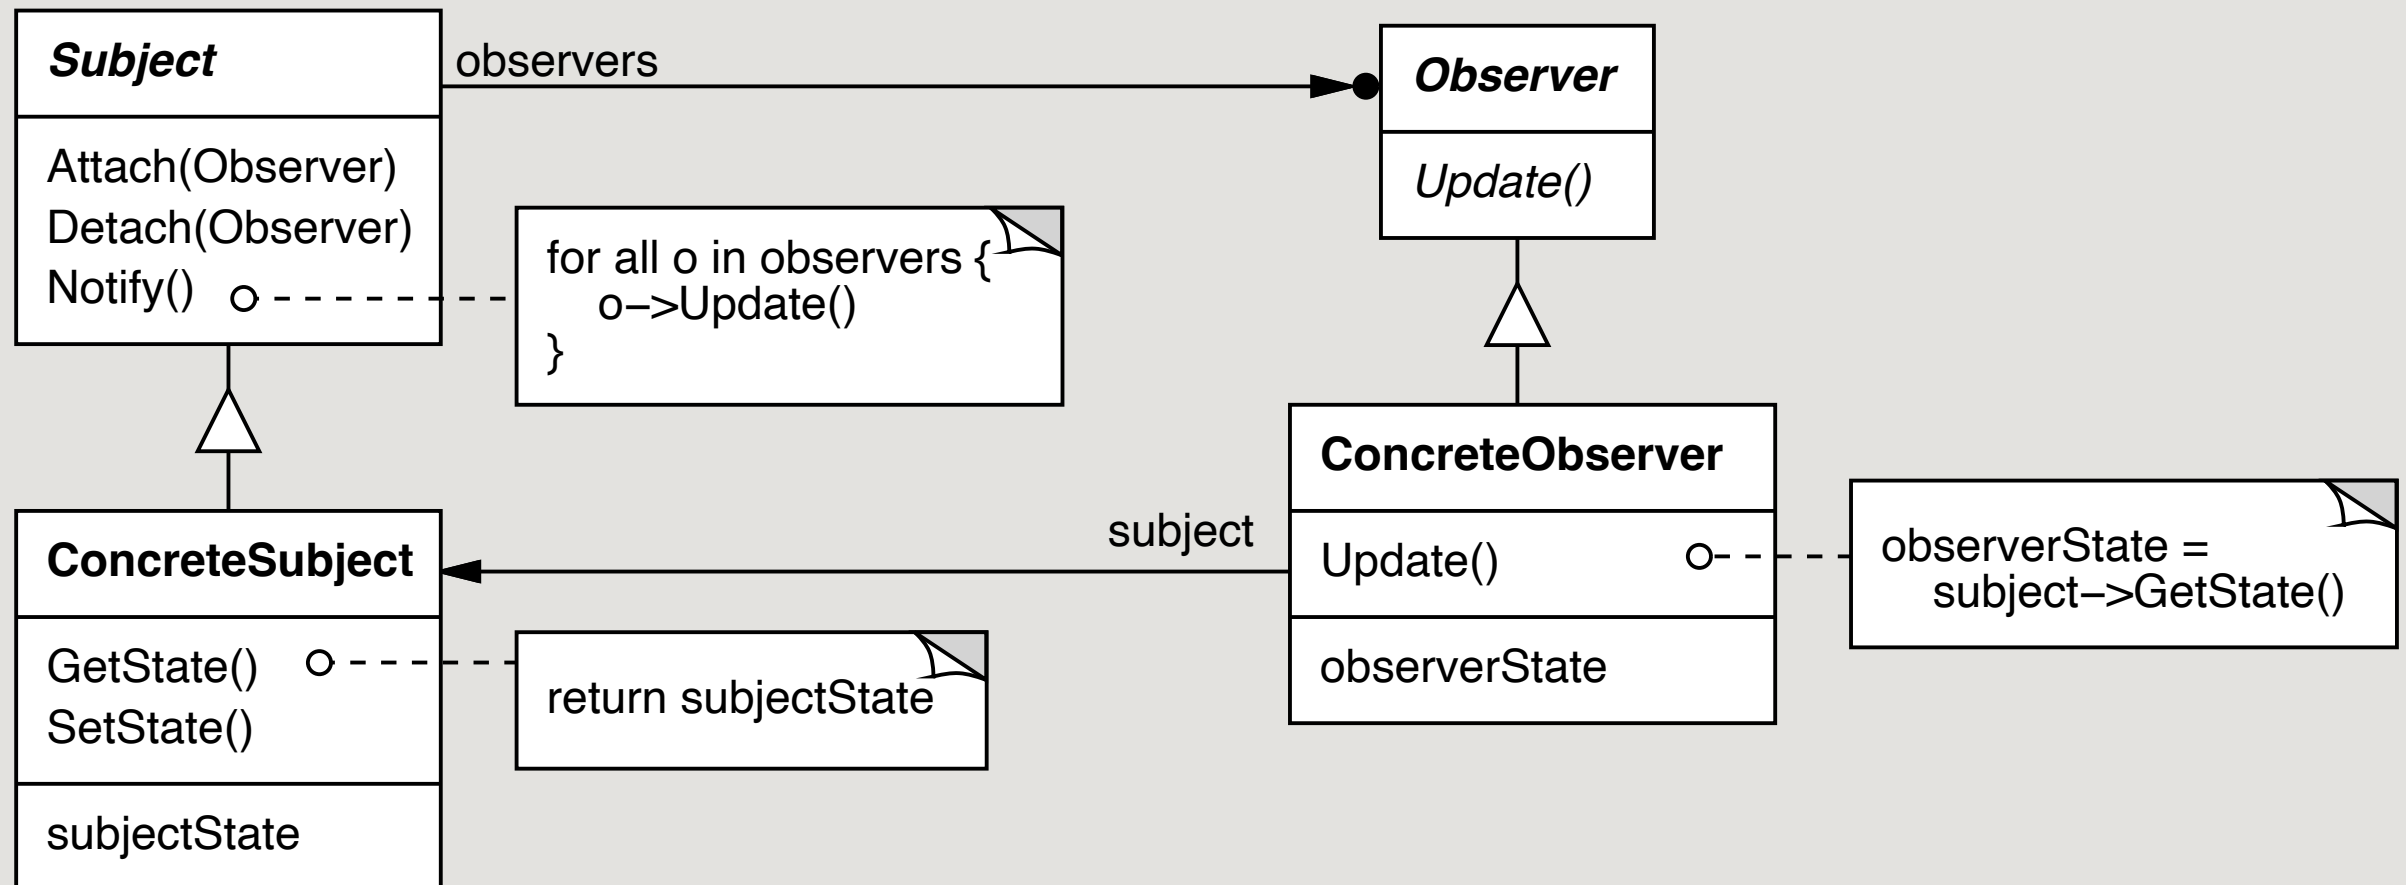 Subject
observers
Observer
Attach(Observer)
Detach(Observer)
Notify()
for all o in observers {
o−>Update()
}
Update()
ConcreteSubject
GetState()
SetState()
subjectState
return subjectState
subject
ConcreteObserver
Update()
observerState
observerState =
subject−>GetState()